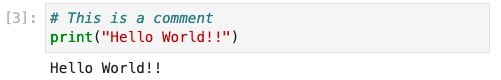 [3]: # This is a comment
print("Hello World!!")
Hello World!!